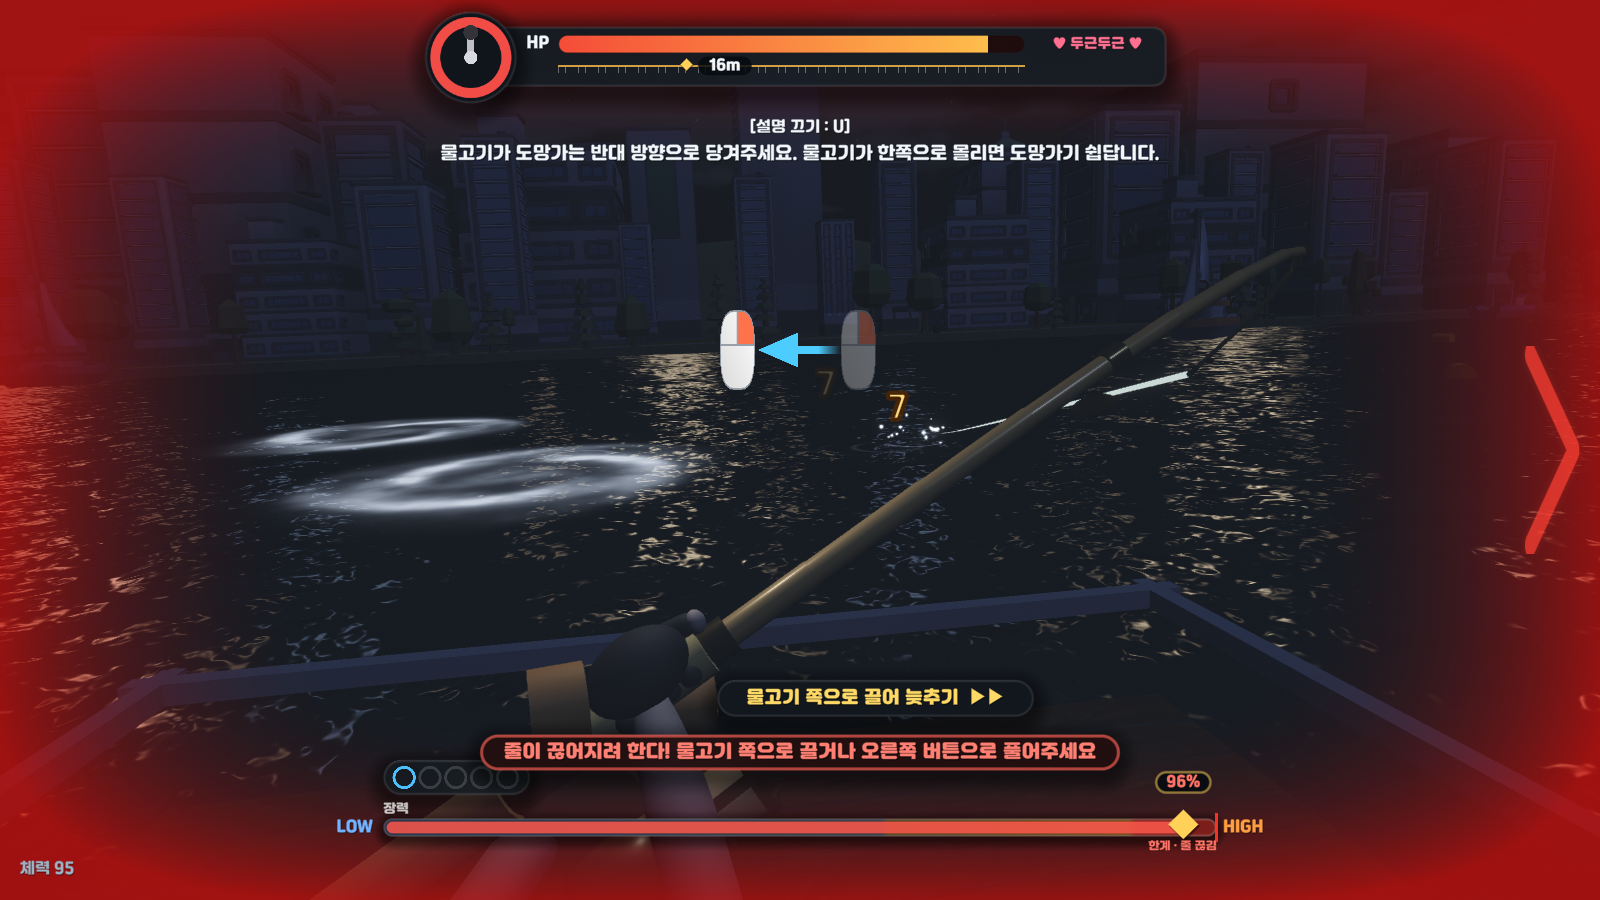 HP
♥ 두근두근 ♥
16m
[설명 끄기 : U]
물고기가 도망가는 반대 방향으로 당겨주세요. 물고기가 한쪽으로 몰리면 도망가기 쉽답니다.
7
7
물고기 쪽으로 끌어 늦추기 ▶▶
줄이 끊어지려 한다! 물고기 쪽으로 끌거나 오른쪽 버튼으로 풀어주세요
96%
장력
LOW
HIGH
한계 · 줄 끊김
체력 95